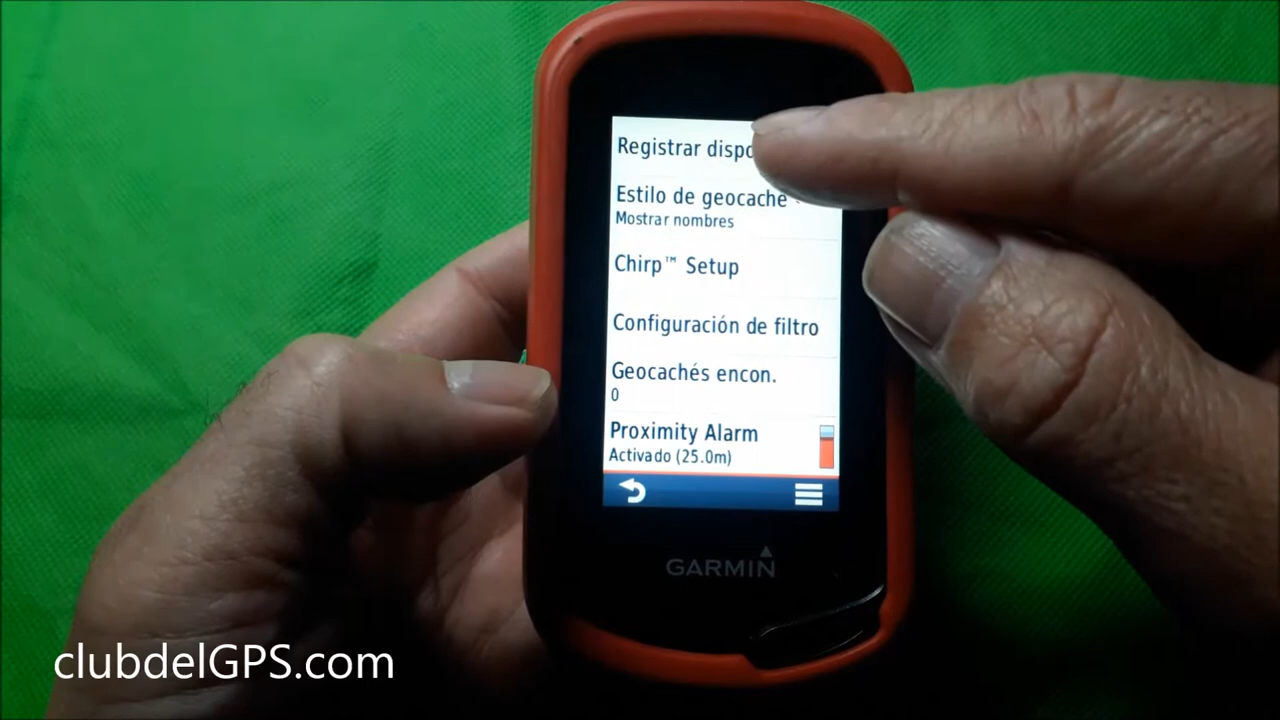 Registrar
Estilo de geocache
Mostrar nombres
Chirp™ Setup
Configuración de filtro
Geocachés encon.
0
Proximity Alarm
Activado (25.0m)
GARMIN
clubdelGPS.com